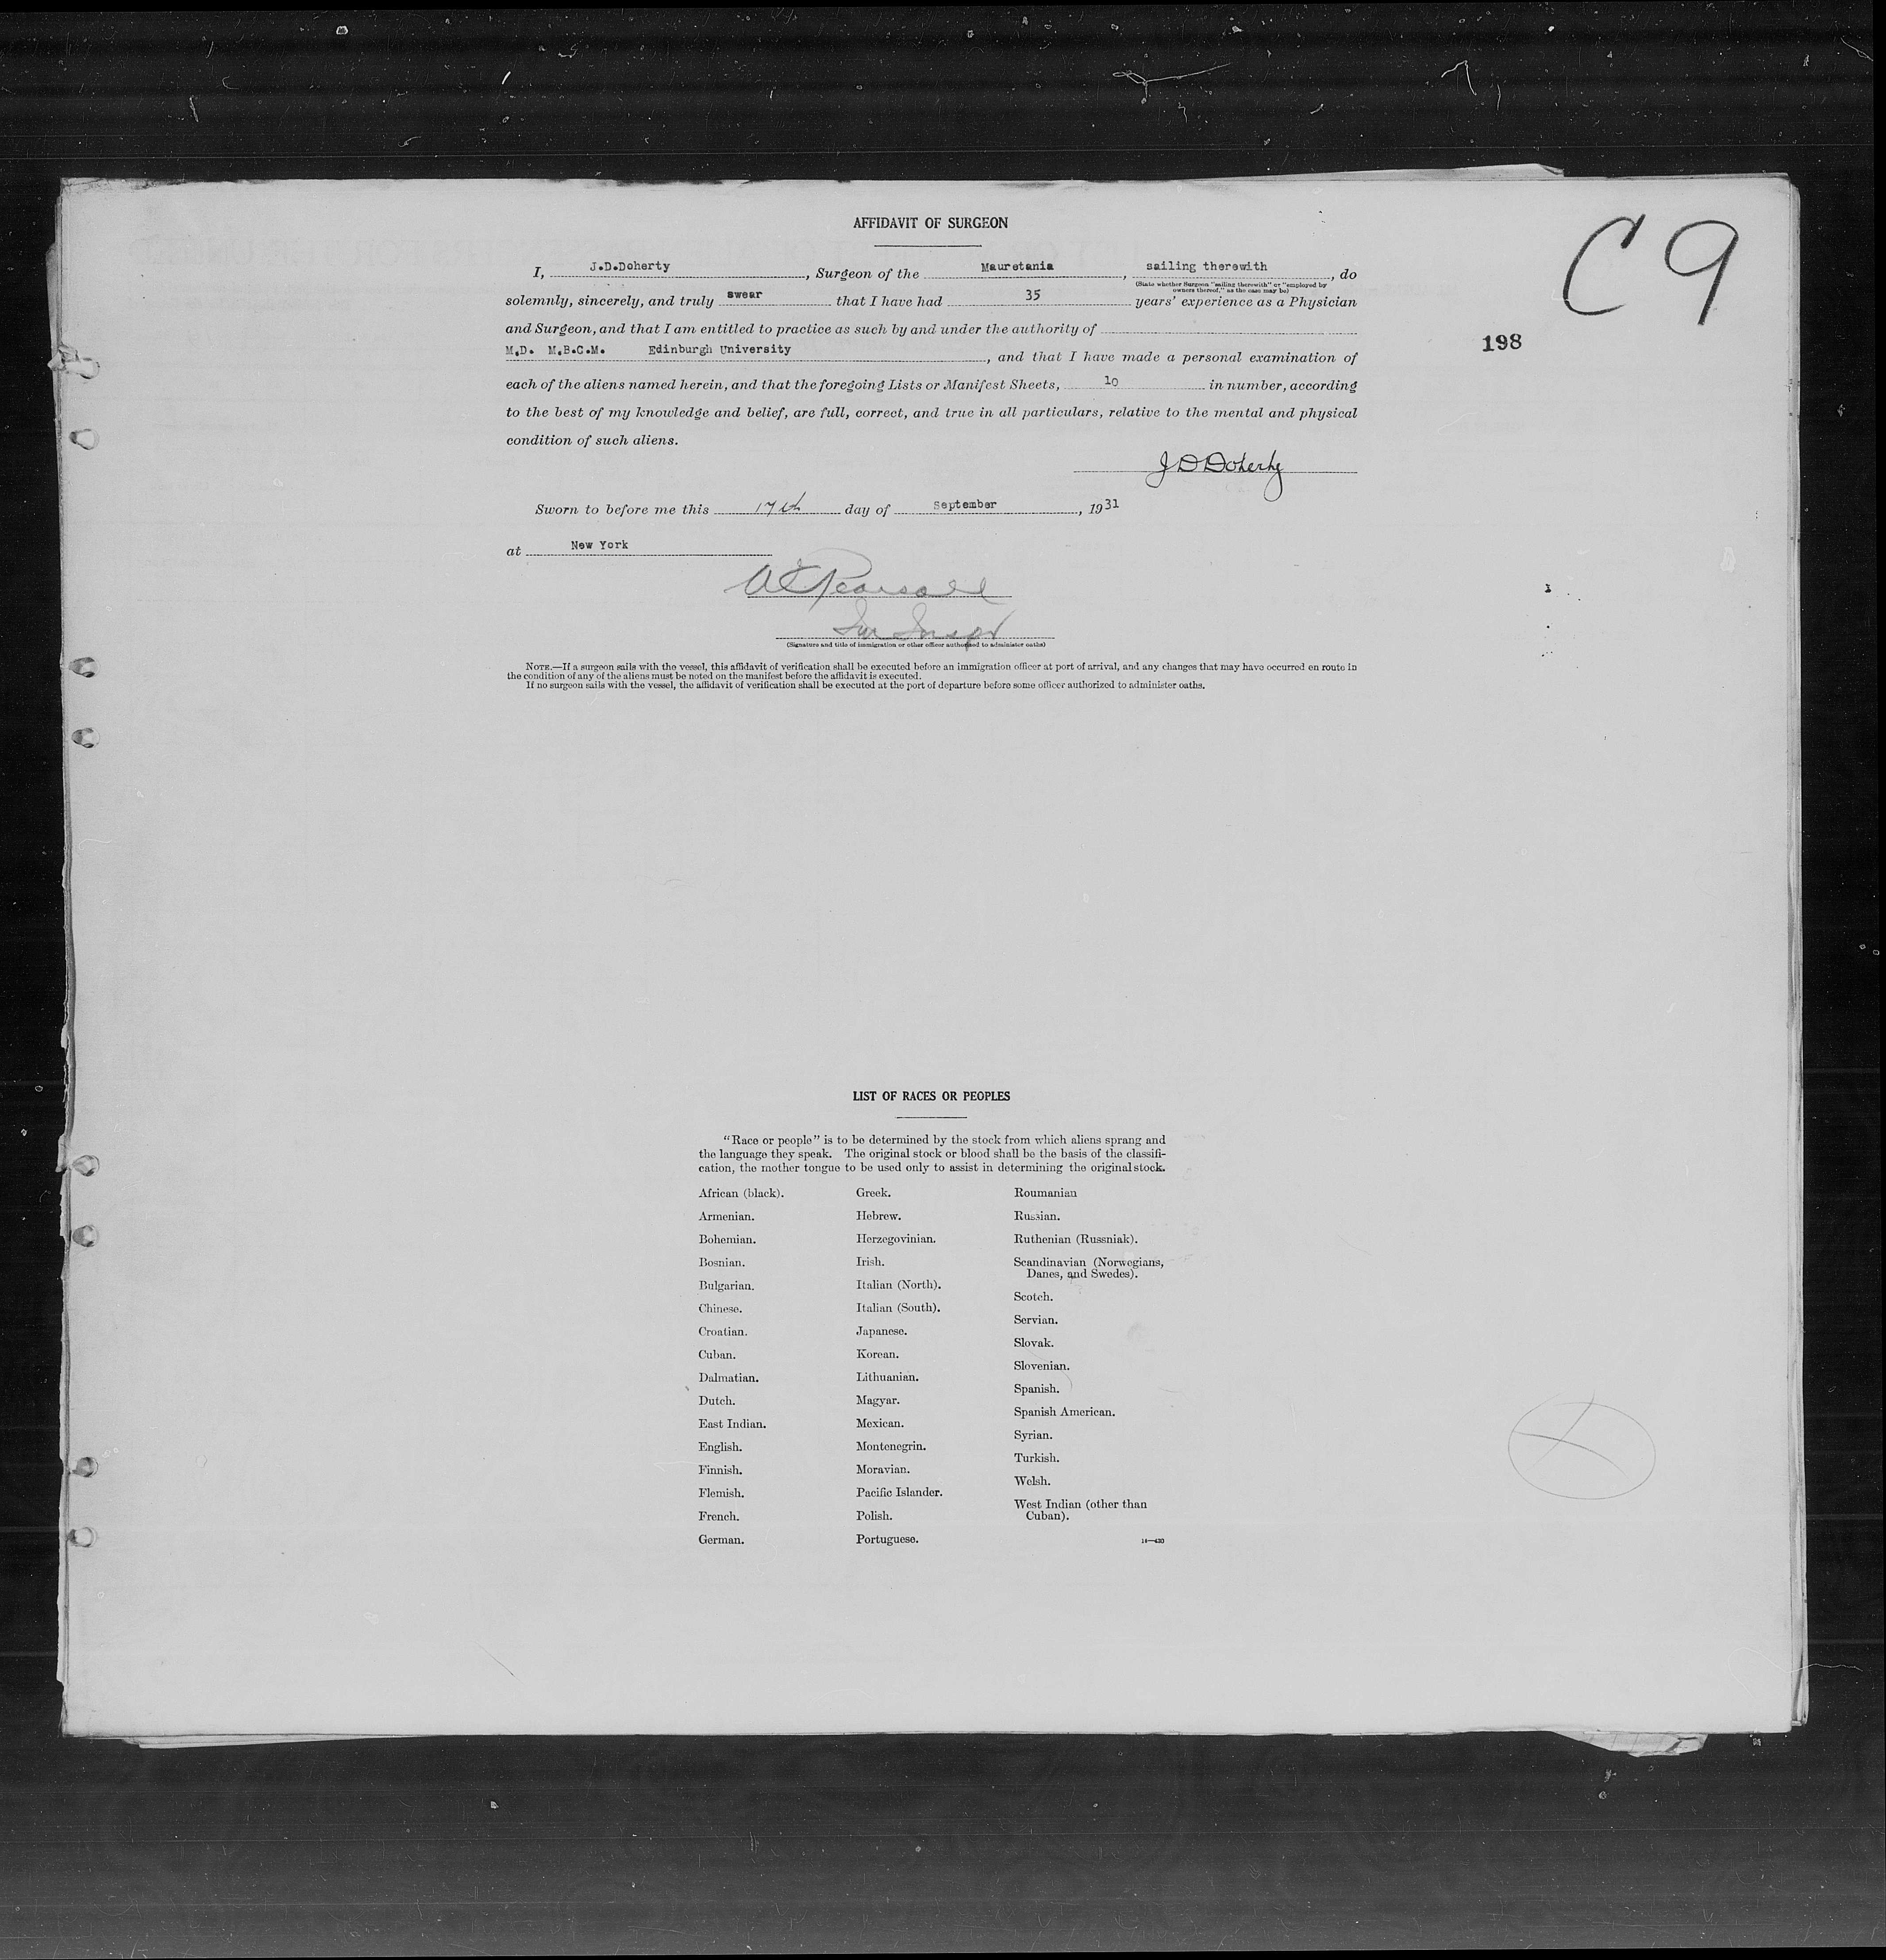 AFFIDAVIT OF SURGEON
C9
I, J.D.Doherty, Surgeon of the Mauretania, sailing therewith, do
(State whether Surgeon "sailing therewith" or "employed by
owners thereof," as the case may be)
solemnly, sincerely, and truly swear that I have had 35 years' experience as a Physician
and Surgeon, and that I am entitled to practice as such by and under the authority of
198
M.D. M.B.C.M. Edinburgh University, and that I have made a personal examination of
each of the aliens named herein, and that the foregoing Lists or Manifest Sheets, 10 in number, according
to the best of my knowledge and belief, are full, correct, and true in all particulars, relative to the mental and physical
condition of such aliens.
J D Doherty
Sworn to before me this 17th day of September, 1931
at New York
Pearsall
(Signature and title of immigration or other officer authorized to administer oaths)
NOTE.—If a surgeon sails with the vessel, this affidavit of verification shall be executed before an immigration officer at port of arrival, and any changes that may have occurred en route in
the condition of any of the aliens must be noted on the manifest before the affidavit is executed.
If no surgeon sails with the vessel, the affidavit of verification shall be executed at the port of departure before some officer authorized to administer oaths.
LIST OF RACES OR PEOPLES
"Race or people" is to be determined by the stock from which aliens sprang and
the language they speak. The original stock or blood shall be the basis of the classifi-
cation, the mother tongue to be used only to assist in determining the original stock.
African (black).
Armenian.
Bohemian.
Bosnian.
Bulgarian.
Chinese.
Croatian.
Cuban.
Dalmatian.
Dutch.
East Indian.
English.
Finnish.
Flemish.
French.
German.
Greek.
Hebrew.
Herzegovinian.
Irish.
Italian (North).
Italian (South).
Japanese.
Korean.
Lithuanian.
Magyar.
Mexican.
Montenegrin.
Moravian.
Pacific Islander.
Polish.
Portuguese.
Roumanian
Russian.
Ruthenian (Russniak).
Scandinavian (Norwegians,
Danes, and Swedes).
Scotch.
Servian.
Slovak.
Slovenian.
Spanish.
Spanish American.
Syrian.
Turkish.
Welsh.
West Indian (other than
Cuban).